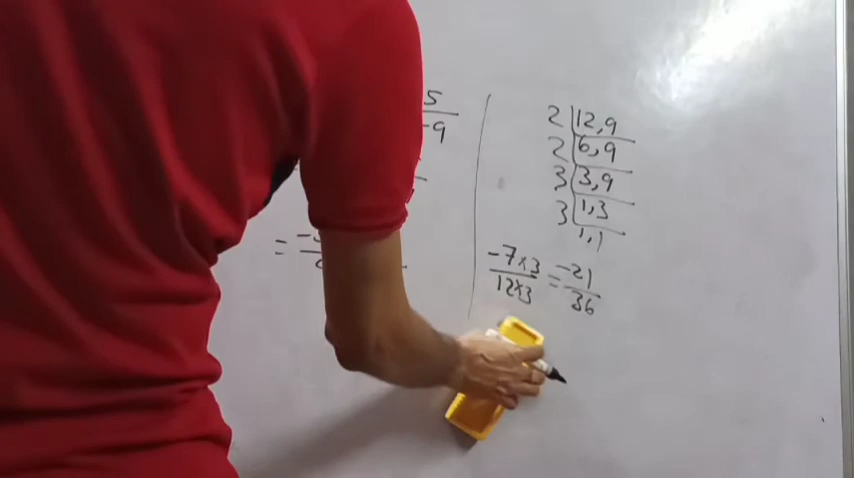 5/-9
2 | 12,9
2 | 6,9
3 | 3,9
3 | 1,3
1,1
-7×3/12×3 = -21/36
= -